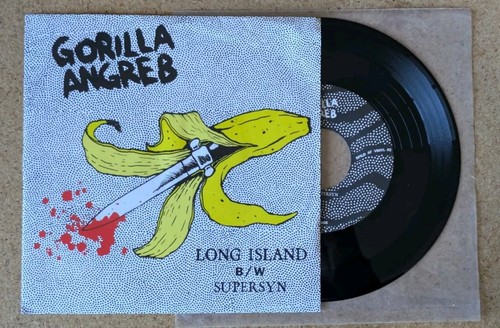 GORILLA
ANGREB
LONG ISLAND
B/W
SUPERSYN